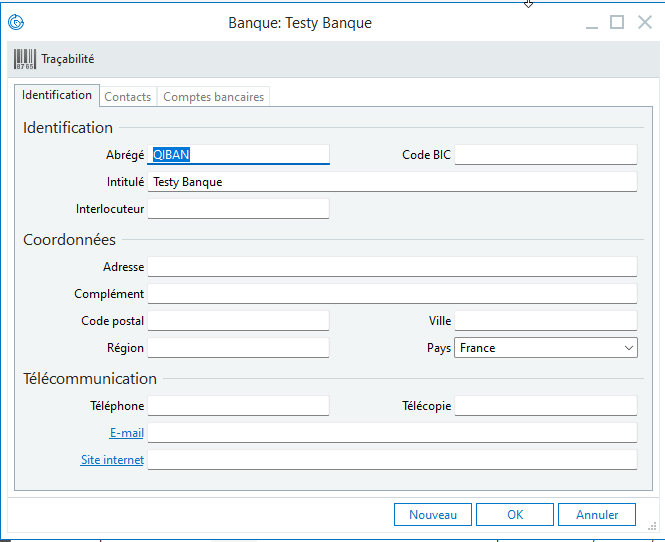 Banque: Testy Banque
8765 Traçabilité
Identification Contacts Comptes bancaires
Identification
Abrégé QIBAN Code BIC
Intitulé Testy Banque
Interlocuteur
Coordonnées
Adresse
Complément
Code postal Ville
Région Pays France
Télécommunication
Téléphone Télécopie
E-mail
Site internet
Nouveau OK Annuler